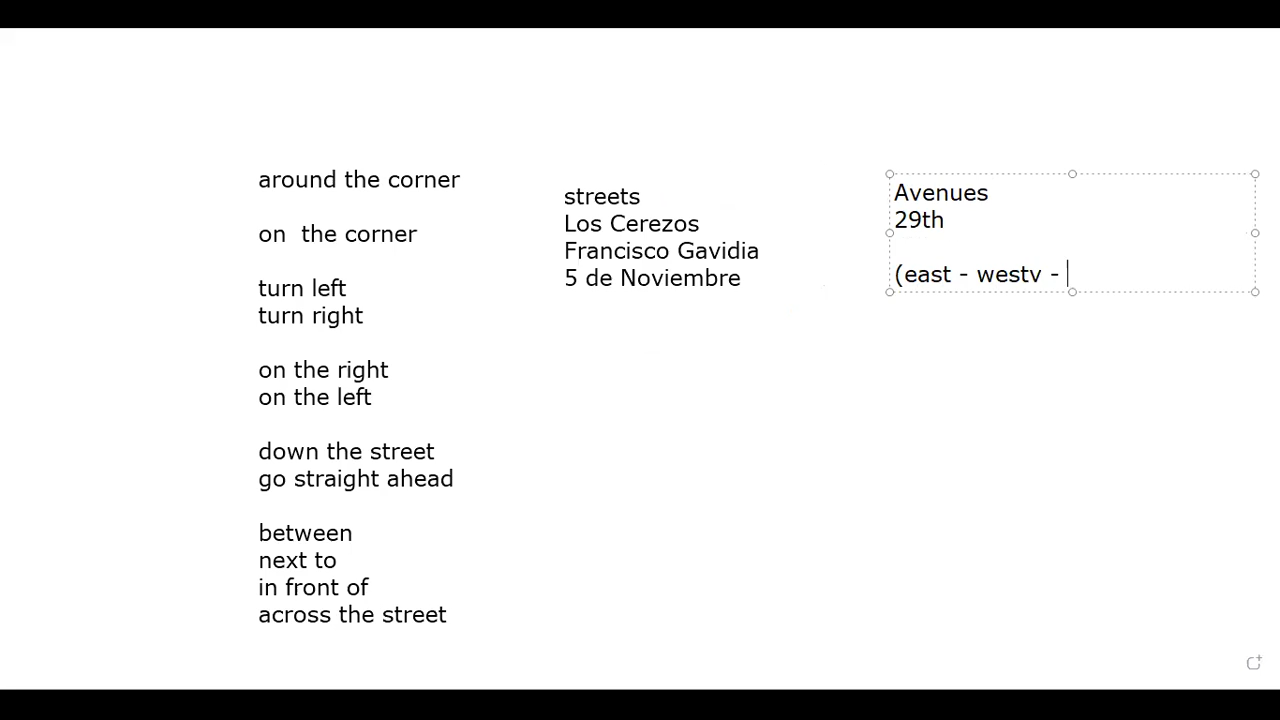 around the corner
on  the corner
turn left
turn right
on the right
on the left
down the street
go straight ahead
between
next to
in front of
across the street
streets
Los Cerezos
Francisco Gavidia
5 de Noviembre
Avenues
29th
(east - westv -